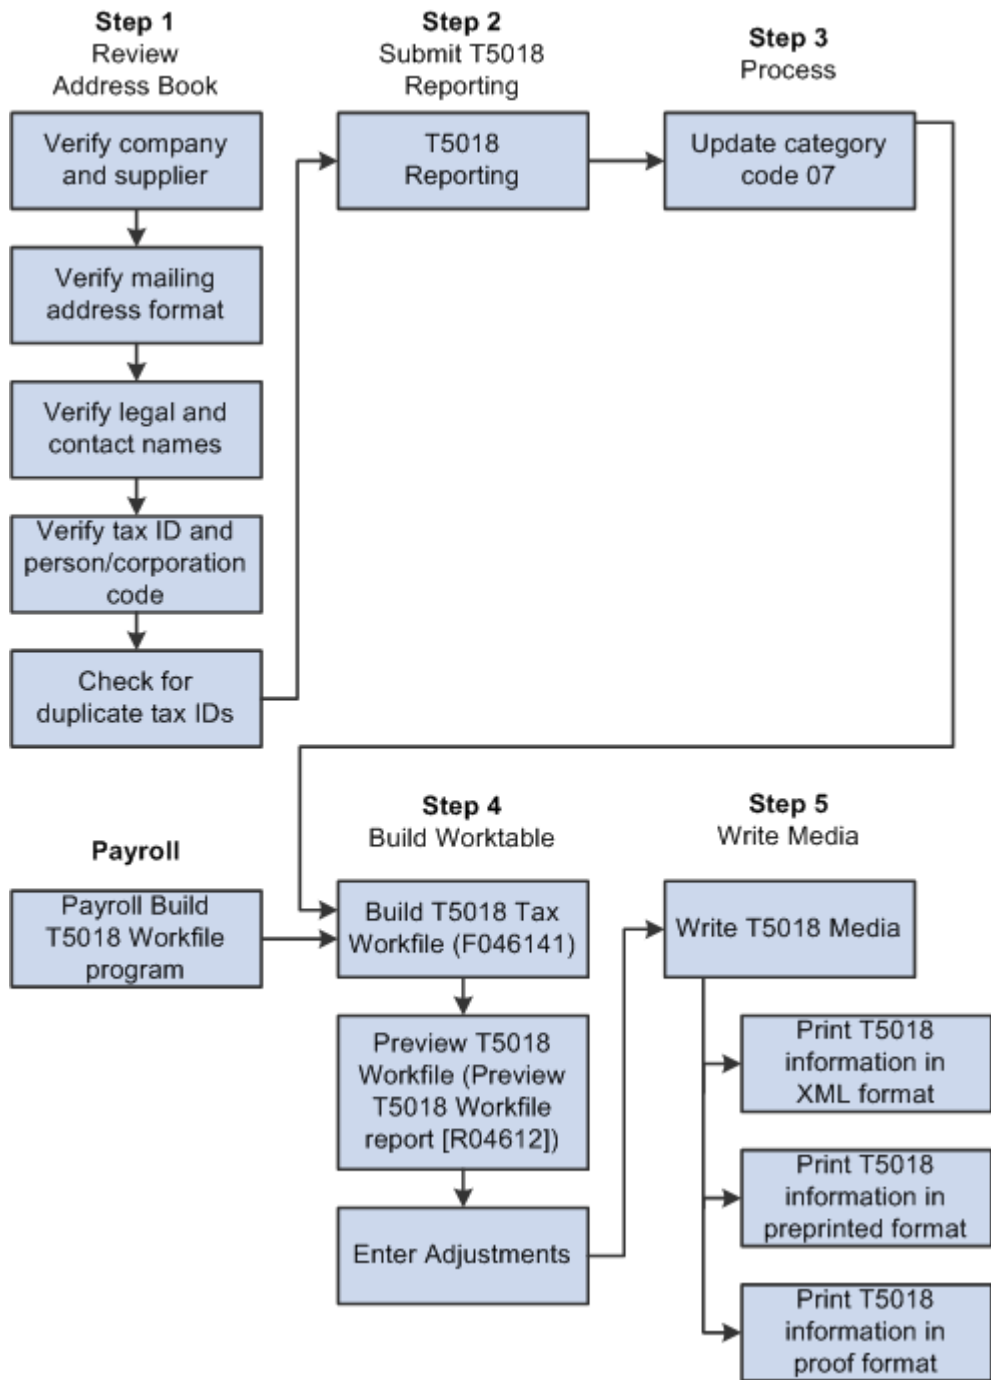 Step 1
Review
Address Book
Verify company
and supplier
Verify mailing
address format
Verify legal and
contact names
Verify tax ID and
person/corporation
code
Check for
duplicate tax IDs
Step 2
Submit T5018
Reporting
T5018
Reporting
Step 3
Process
Update category
code 07
Payroll
Payroll Build
T5018 Workfile
program
Step 4
Build Worktable
Build T5018 Tax
Workfile (F046141)
Preview T5018
Workfile (Preview
T5018 Workfile
report [R04612])
Enter Adjustments
Step 5
Write Media
Write T5018 Media
Print T5018
information in
XML format
Print T5018
information in
preprinted format
Print T5018
information in
proof format